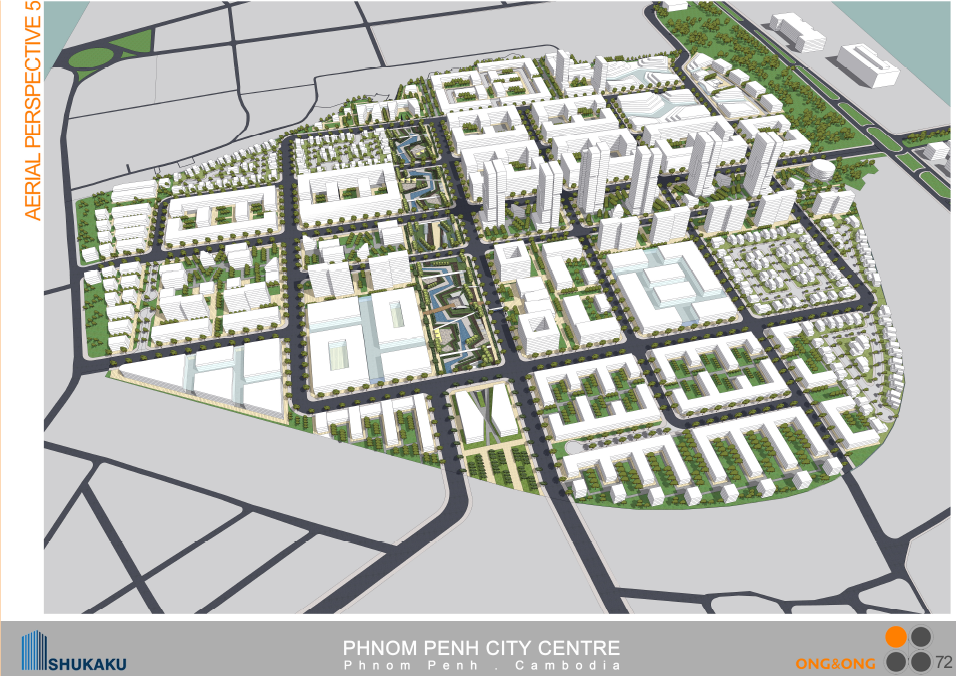 AERIAL PERSPECTIVE 5
SHUKAKU
PHNOM PENH CITY CENTRE
Phnom Penh . Cambodia
ONG&ONG
72